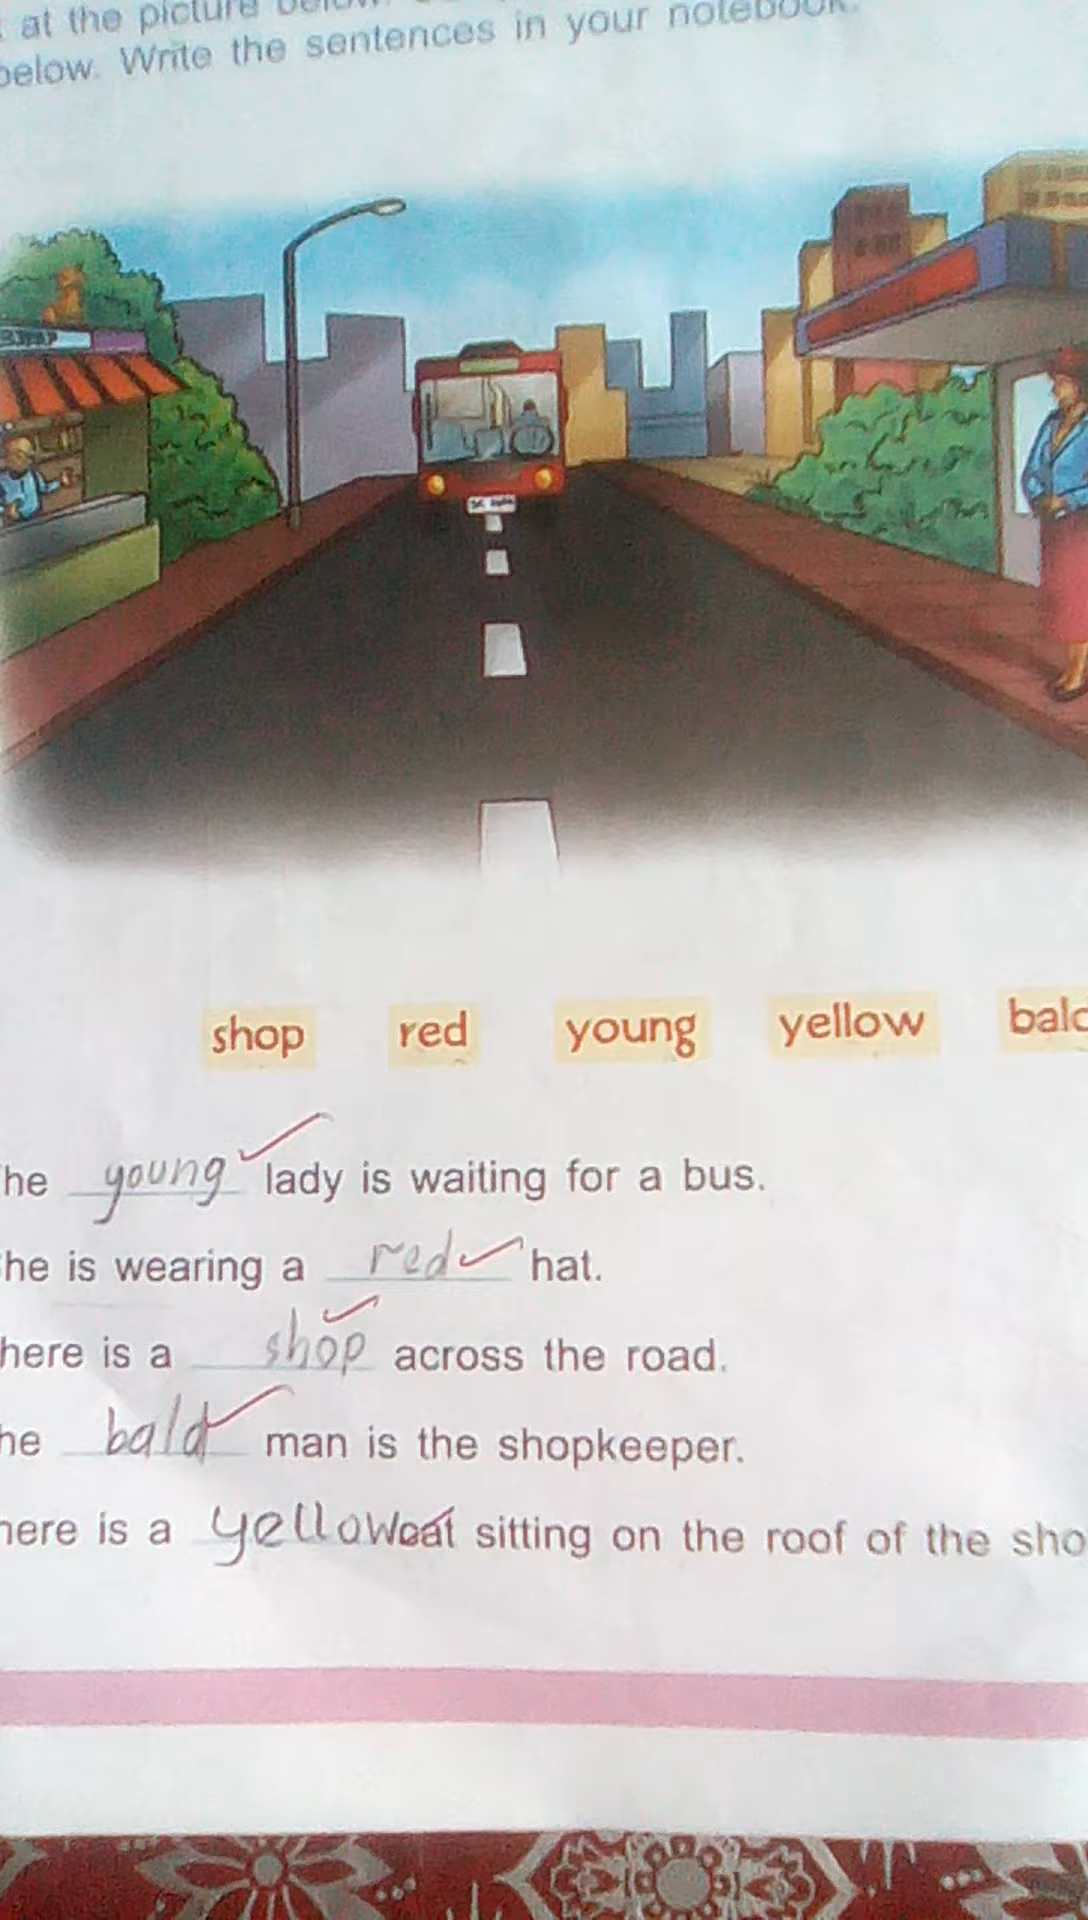 at the picture below.
below. Write the sentences in your notebook.
shop red young yellow bald
he young lady is waiting for a bus.
he is wearing a red hat.
here is a shop across the road.
he bald man is the shopkeeper.
here is a yellow cat sitting on the roof of the sho